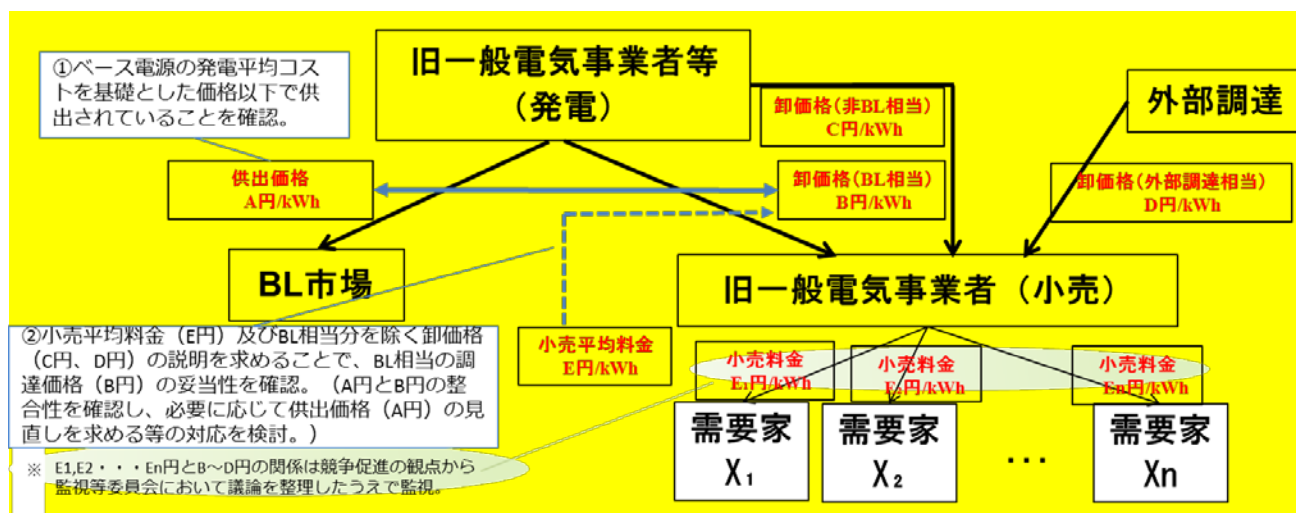 ①ベース電源の発電平均コス
トを基礎とした価格以下で供
出されていることを確認。
旧一般電気事業者等
（発電）
卸価格（非BL相当）
C円/kWh
外部調達
供出価格
A円/kWh
卸価格（BL相当）
B円/kWh
卸価格（外部調達相当）
D円/kWh
BL市場
旧一般電気事業者（小売）
②小売平均料金（E円）及びBL相当分を除く卸価格
（C円、D円）の説明を求めることで、BL相当の調
達価格（B円）の妥当性を確認。（A円とB円の整
合性を確認し、必要に応じて供出価格（A円）の見
直しを求める等の対応を検討。）
小売平均料金
E円/kWh
小売料金
E₁円/kWh
小売料金
E₂円/kWh
小売料金
En円/kWh
需要家
X₁
需要家
X₂
・・・
需要家
Xn
※ E1,E2・・・En円とB～D円の関係は競争促進の観点から
監視等委員会において議論を整理したうえで監視。